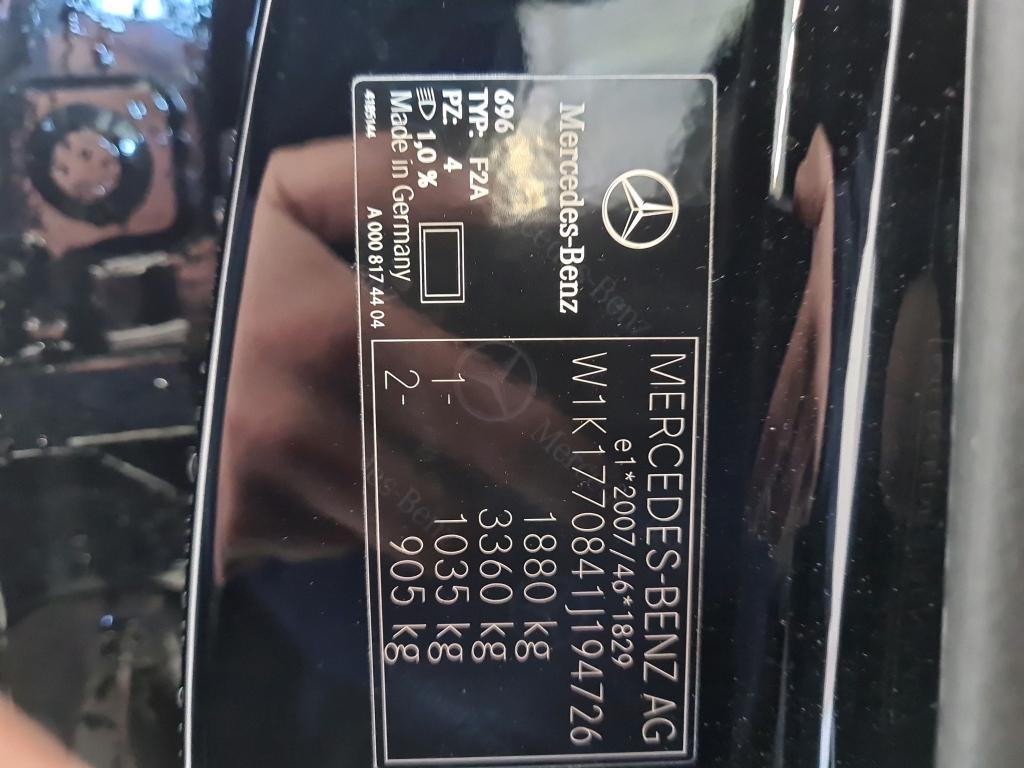 Mercedes-Benz
696
TYP: F2A
PZ: 4
1,0 %
Made in Germany
41855144 A 000 817 44 04
MERCEDES-BENZ AG
e1*2007/46*1829
W1K1770841J194726
1880 kg
3360 kg
1- 1035 kg
2- 905 kg